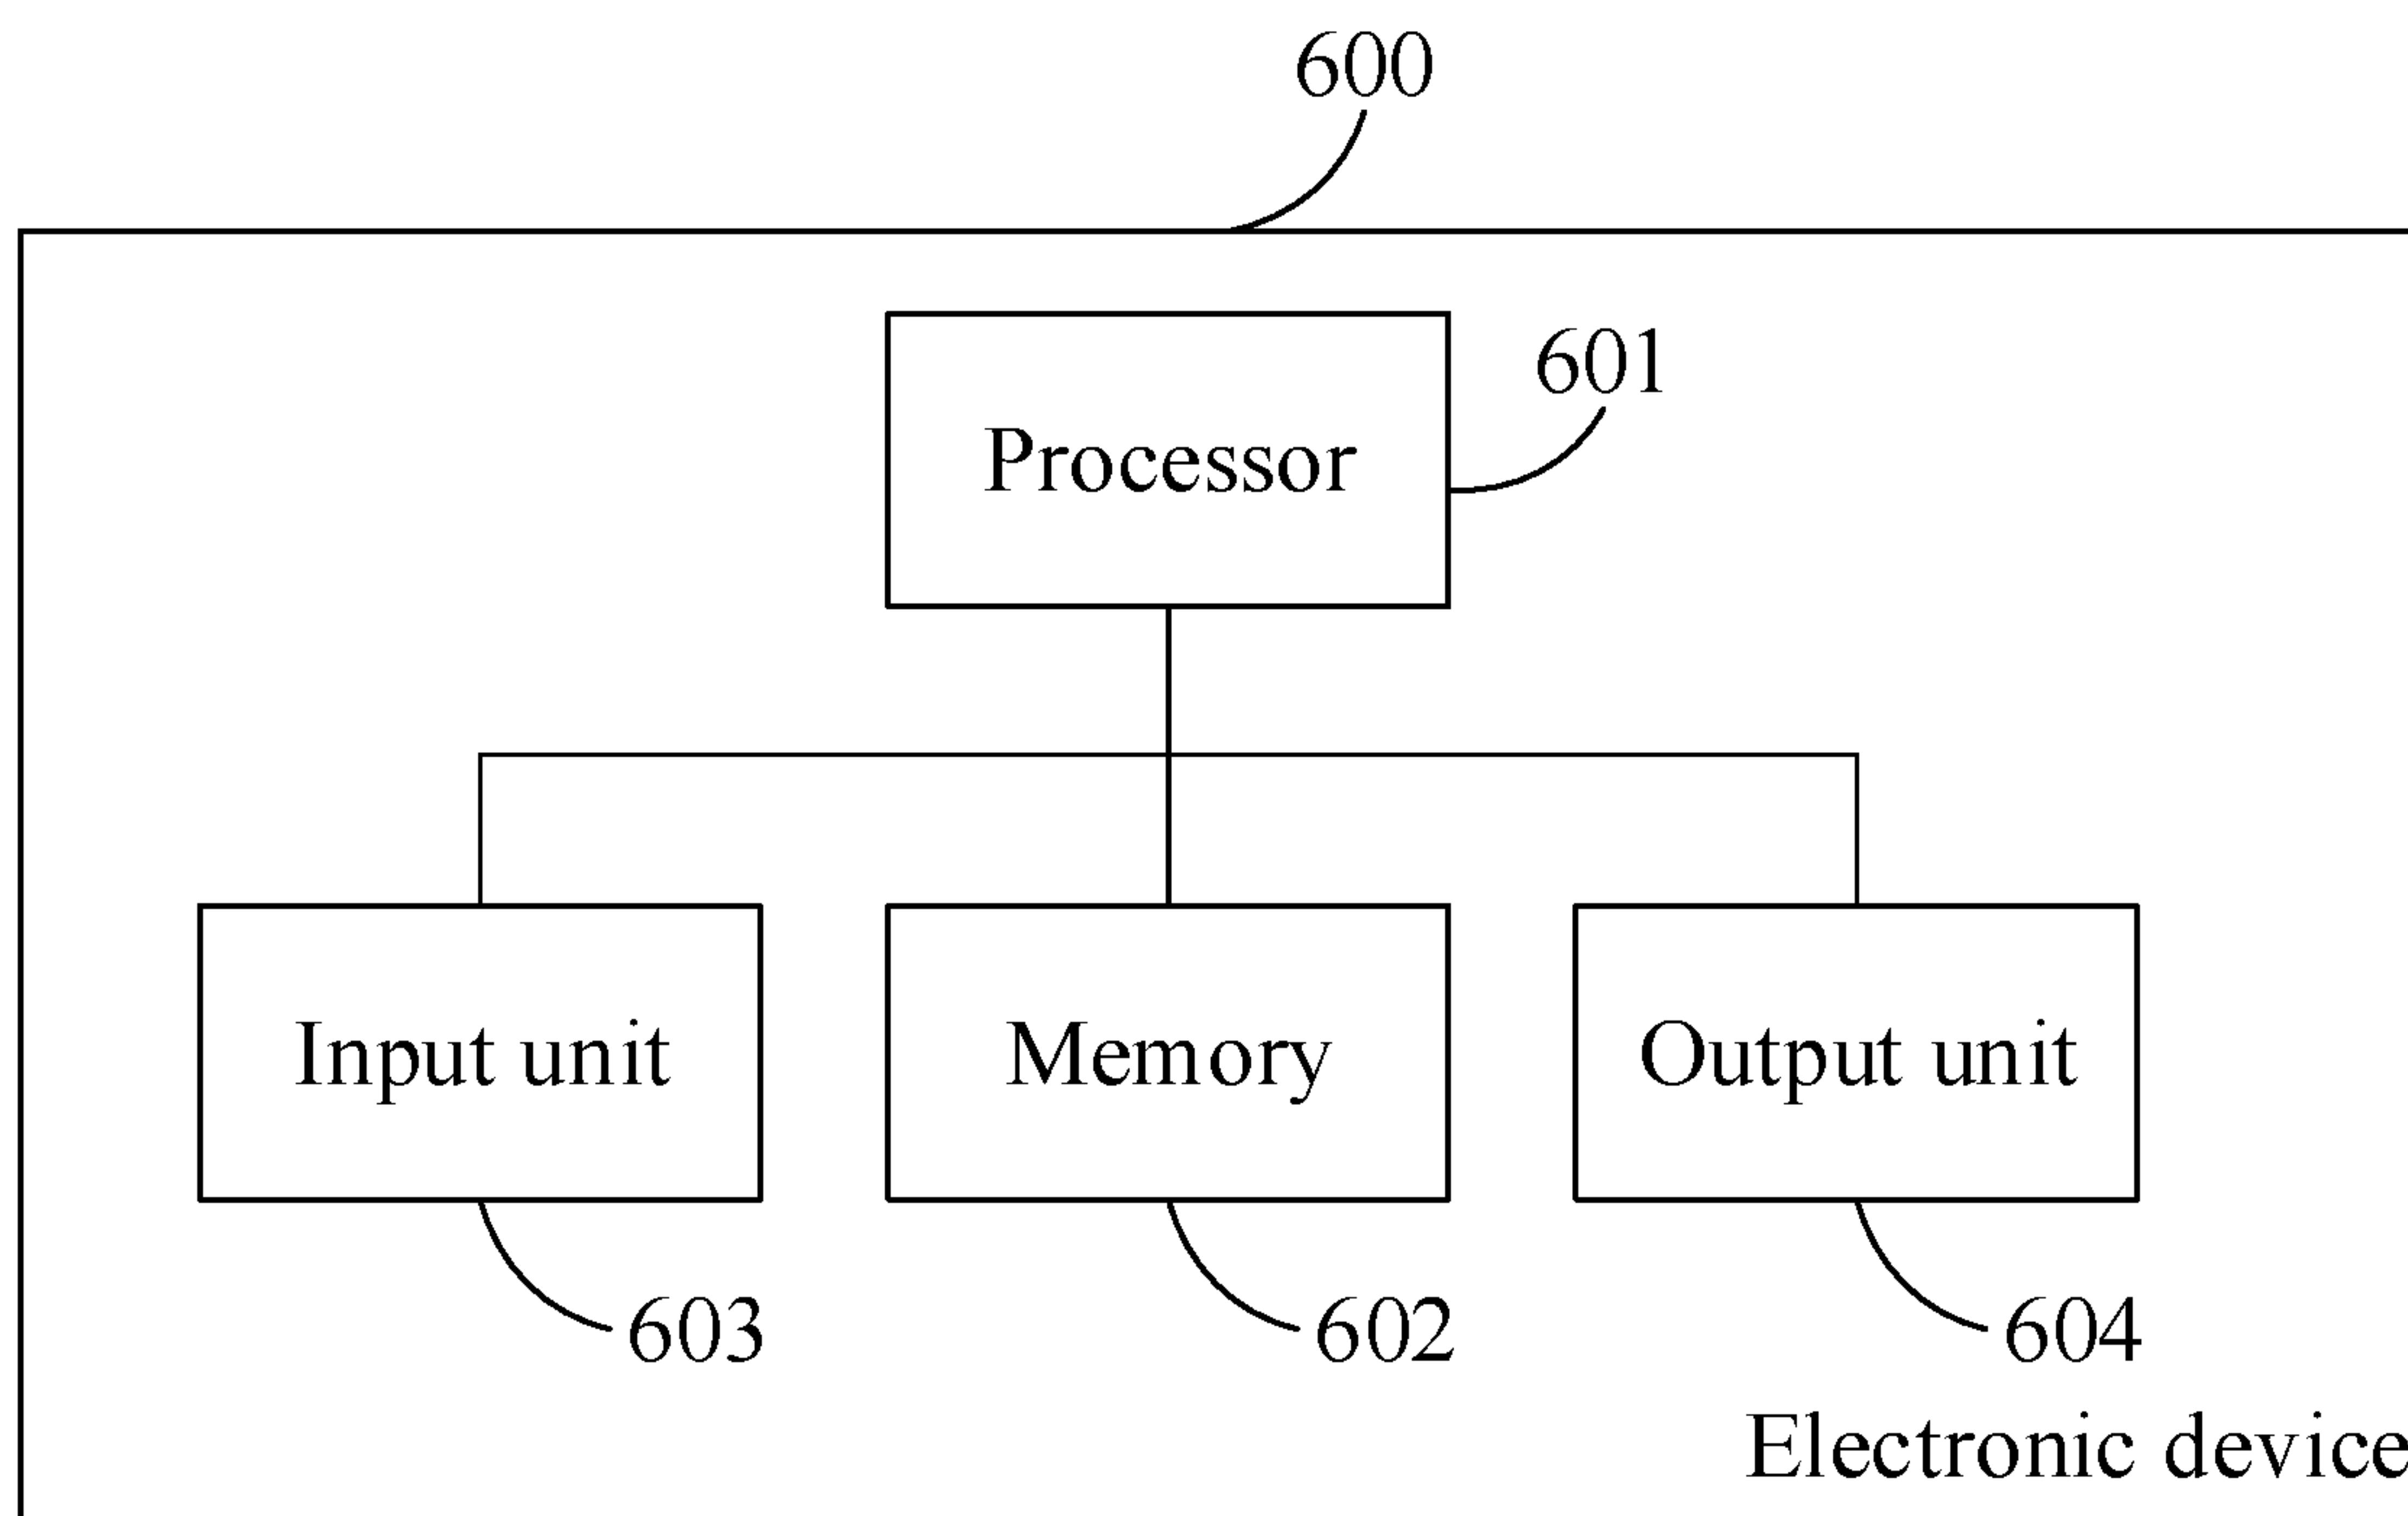 600
601
Processor
Input unit
Memory
Output unit
603
602
604
Electronic device